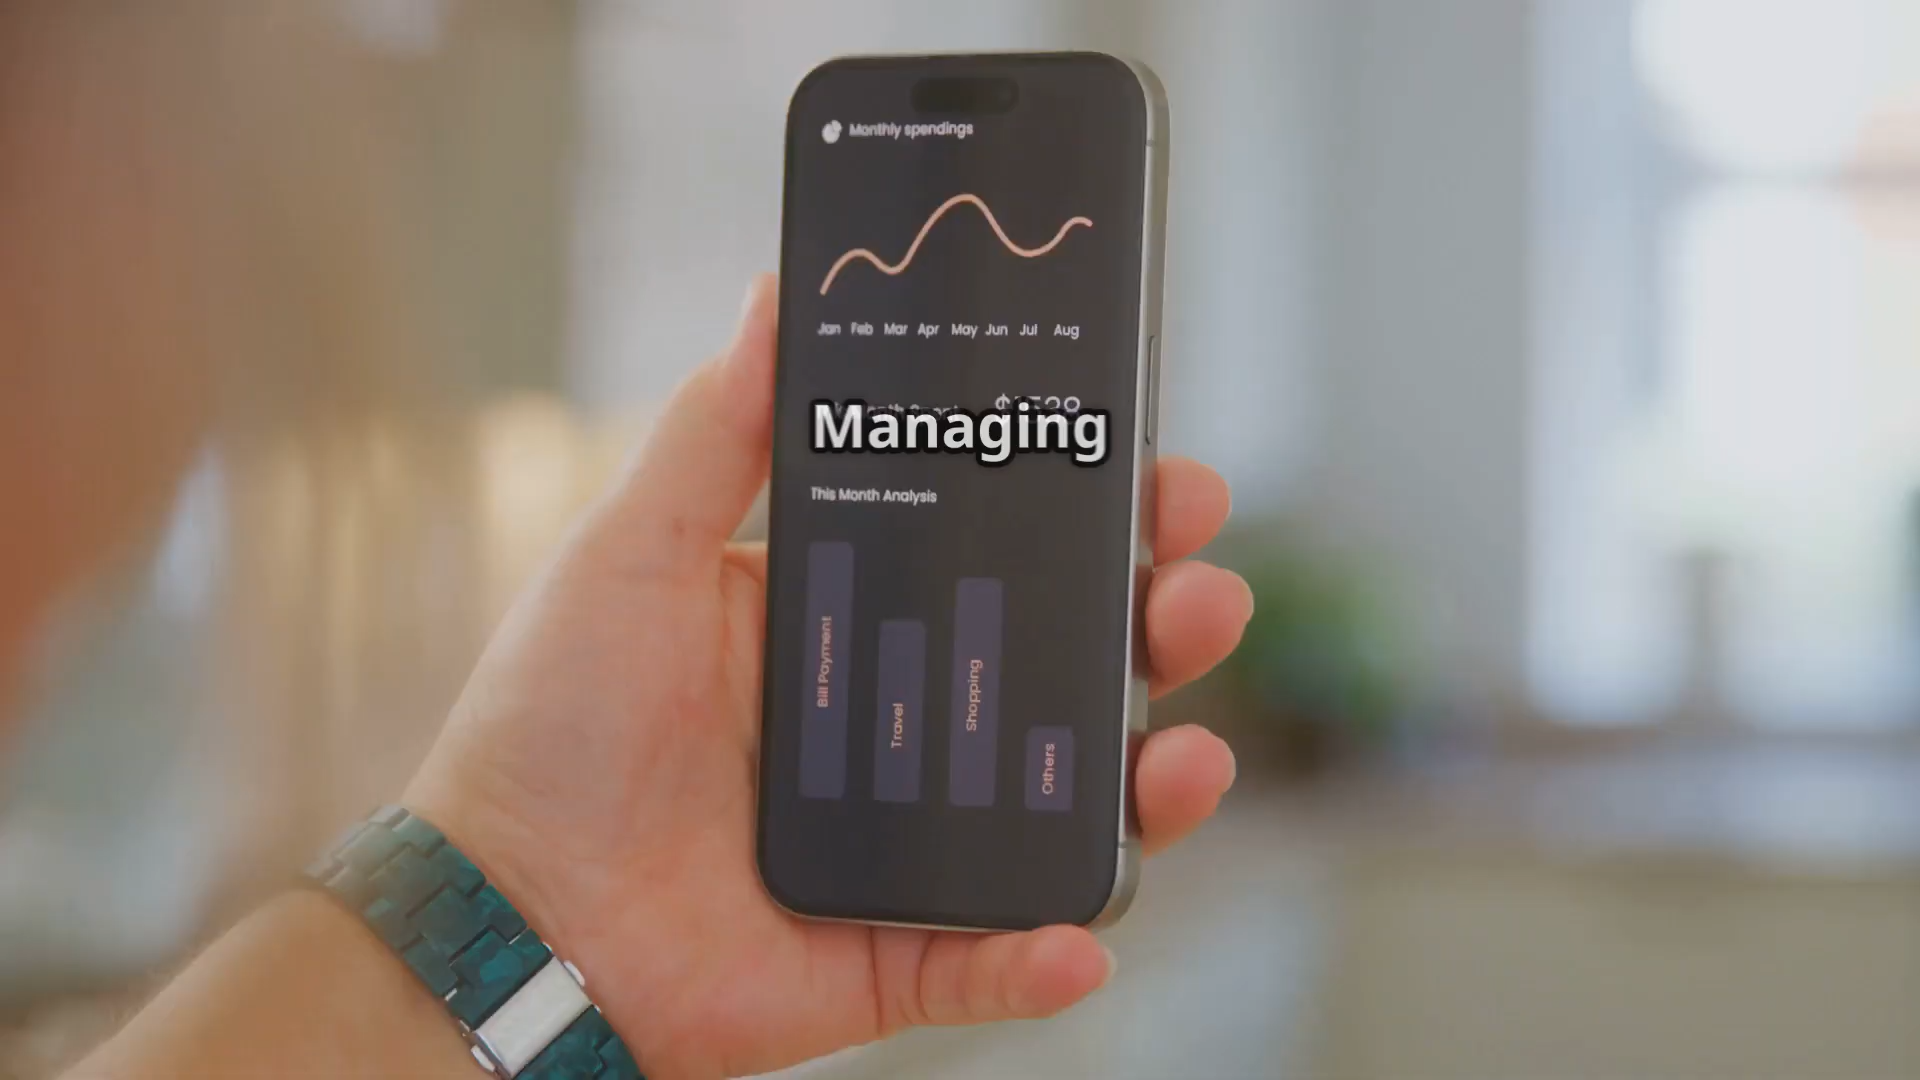 Monthly spendings
Jan Feb Mar Apr May Jun Jul Aug
Managing
This Month Analysis
Bill Payment
Travel
Shopping
Others